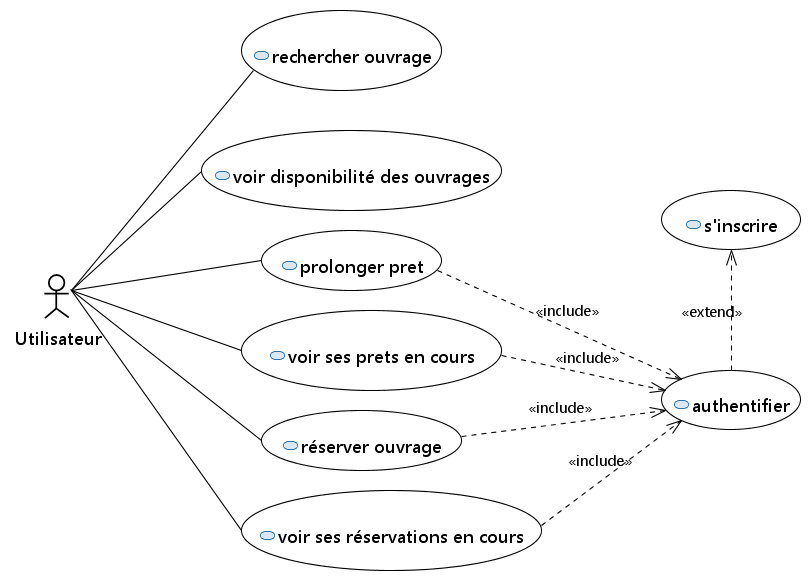 rechercher ouvrage
voir disponibilité des ouvrages
s'inscrire
prolonger pret
«include»
«extend»
Utilisateur
voir ses prets en cours
«include»
authentifier
«include»
réserver ouvrage
«include»
voir ses réservations en cours